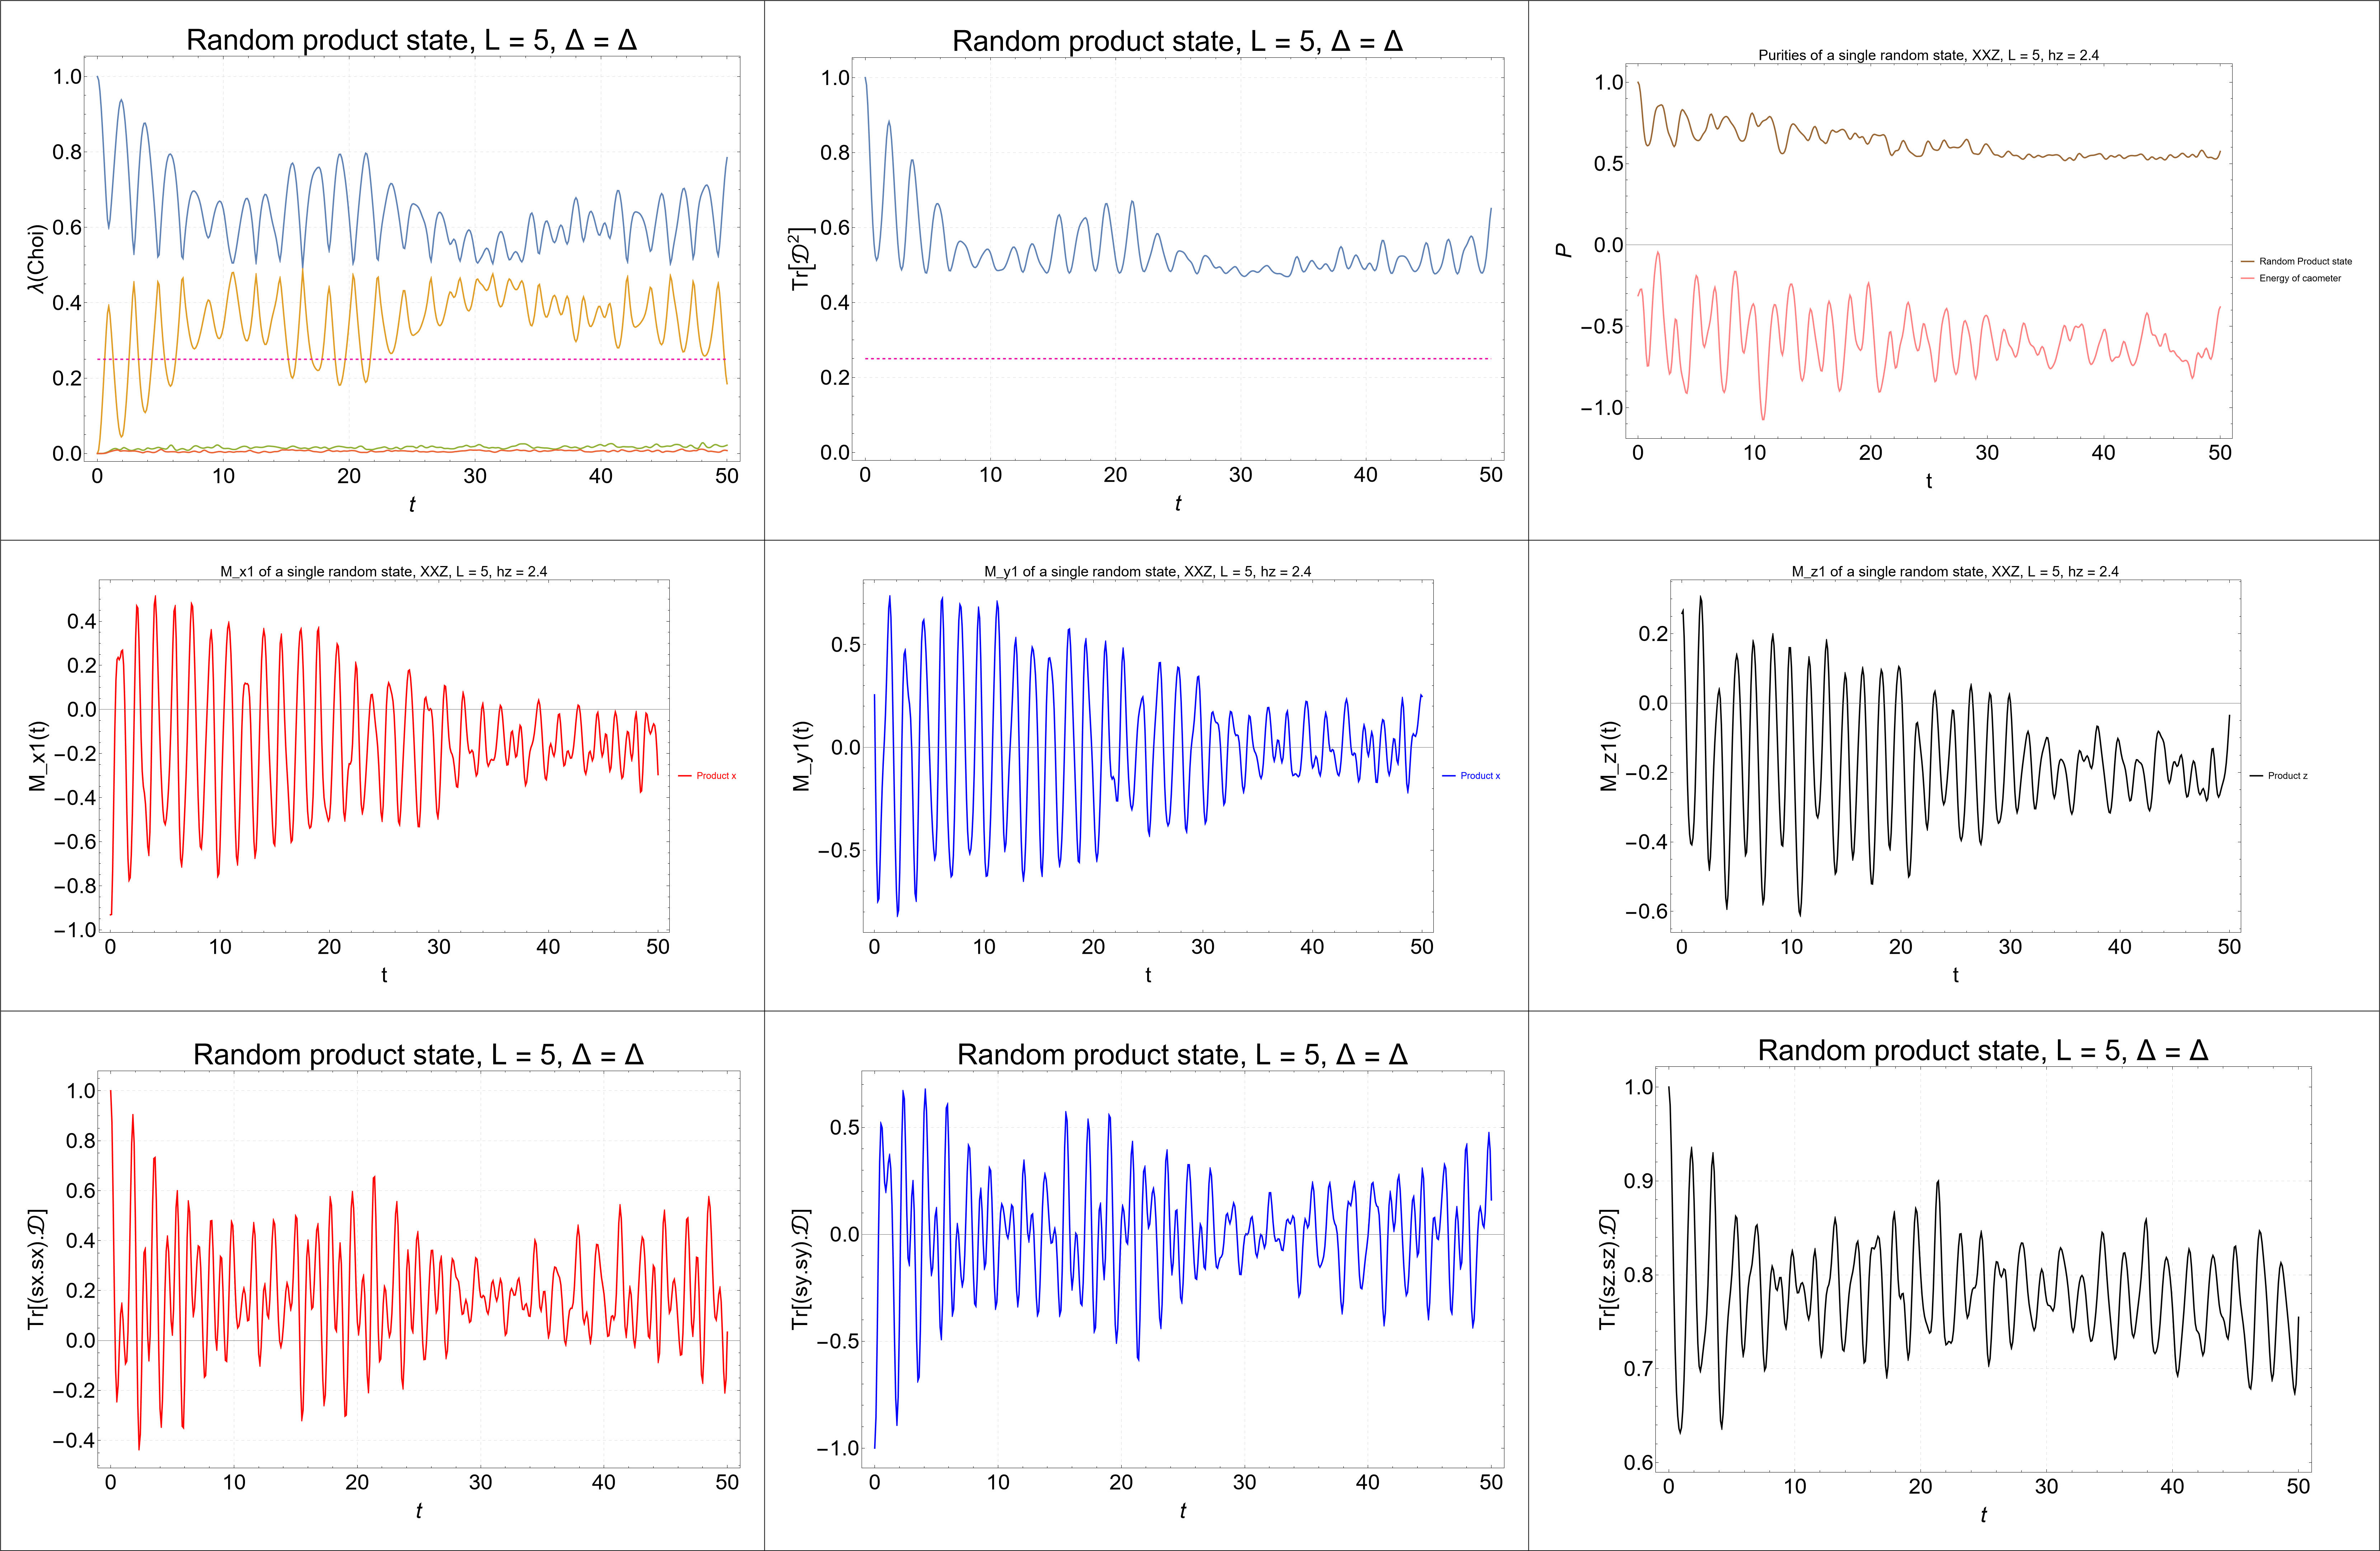 Random product state, L = 5, Δ = Δ
λ(Choi)
1.0
0.8
0.6
0.4
0.2
0.0
0 10 20 30 40 50
t
Random product state, L = 5, Δ = Δ
Tr[𝒟²]
1.0
0.8
0.6
0.4
0.2
0.0
0 10 20 30 40 50
t
Purities of a single random state, XXZ, L = 5, hz = 2.4
P
1.0
0.5
0.0
−0.5
−1.0
0 10 20 30 40 50
t
Random Product state
Energy of caometer
M_x1 of a single random state, XXZ, L = 5, hz = 2.4
M_x1(t)
0.4
0.2
0.0
−0.2
−0.4
−0.6
−0.8
−1.0
0 10 20 30 40 50
t
Product x
M_y1 of a single random state, XXZ, L = 5, hz = 2.4
M_y1(t)
0.5
0.0
−0.5
0 10 20 30 40 50
t
Product x
M_z1 of a single random state, XXZ, L = 5, hz = 2.4
M_z1(t)
0.2
0.0
−0.2
−0.4
−0.6
0 10 20 30 40 50
t
Product z
Random product state, L = 5, Δ = Δ
Tr[(sx.sx).𝒟]
1.0
0.8
0.6
0.4
0.2
0.0
−0.2
−0.4
0 10 20 30 40 50
t
Random product state, L = 5, Δ = Δ
Tr[(sy.sy).𝒟]
0.5
0.0
−0.5
−1.0
0 10 20 30 40 50
t
Random product state, L = 5, Δ = Δ
Tr[(sz.sz).𝒟]
1.0
0.9
0.8
0.7
0.6
0 10 20 30 40 50
t